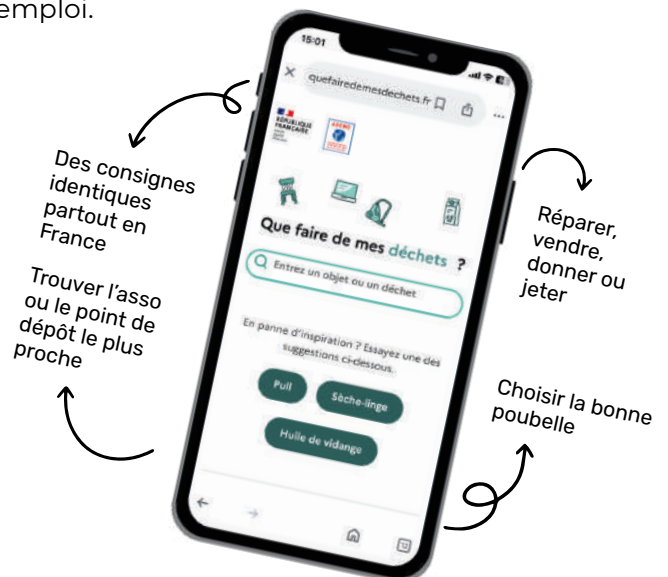 emploi.
15:01
quefairedemesdechets.fr
RÉPUBLIQUE
FRANÇAISE
ADEME
Des consignes
identiques
partout en
France
Réparer,
vendre,
donner ou
jeter
Que faire de mes déchets ?
Entrez un objet ou un déchet
Trouver l'asso
ou le point de
dépôt le plus
proche
En panne d'inspiration ? Essayez une des
suggestions ci-dessous.
Pull
Sèche-linge
Huile de vidange
Choisir la bonne
poubelle
12